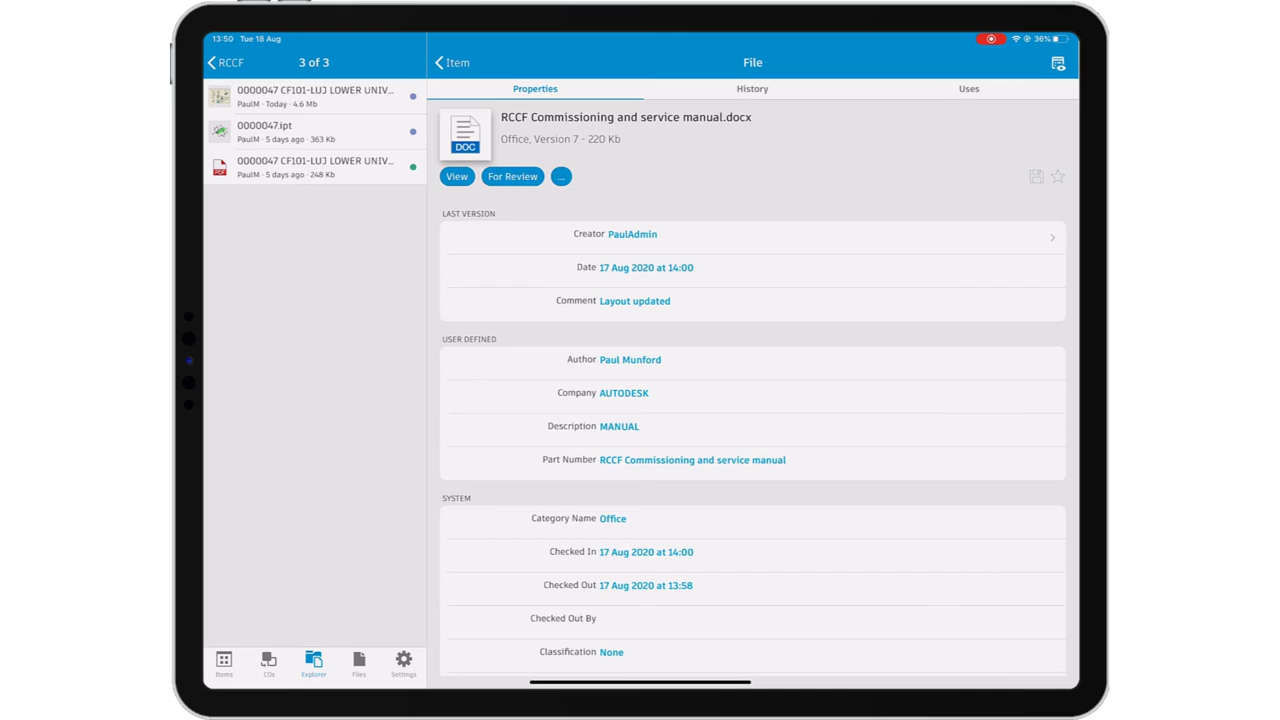 13:50 Tue 18 Aug
36%
RCCF
3 of 3
0000047 CF101-LUJ LOWER UNIV...
PaulM · Today · 4.6 Mb
0000047.ipt
PaulM · 5 days ago · 363 Kb
0000047 CF101-LUJ LOWER UNIV...
PaulM · 5 days ago · 248 Kb
PDF
Items
COs
Explorer
Files
Settings
Item
File
Properties
History
Uses
DOC
RCCF Commissioning and service manual.docx
Office, Version 7 - 220 Kb
View
For Review
...
LAST VERSION
Creator PaulAdmin
Date 17 Aug 2020 at 14:00
Comment Layout updated
USER DEFINED
Author Paul Munford
Company AUTODESK
Description MANUAL
Part Number RCCF Commissioning and service manual
SYSTEM
Category Name Office
Checked In 17 Aug 2020 at 14:00
Checked Out 17 Aug 2020 at 13:58
Checked Out By
Classification None